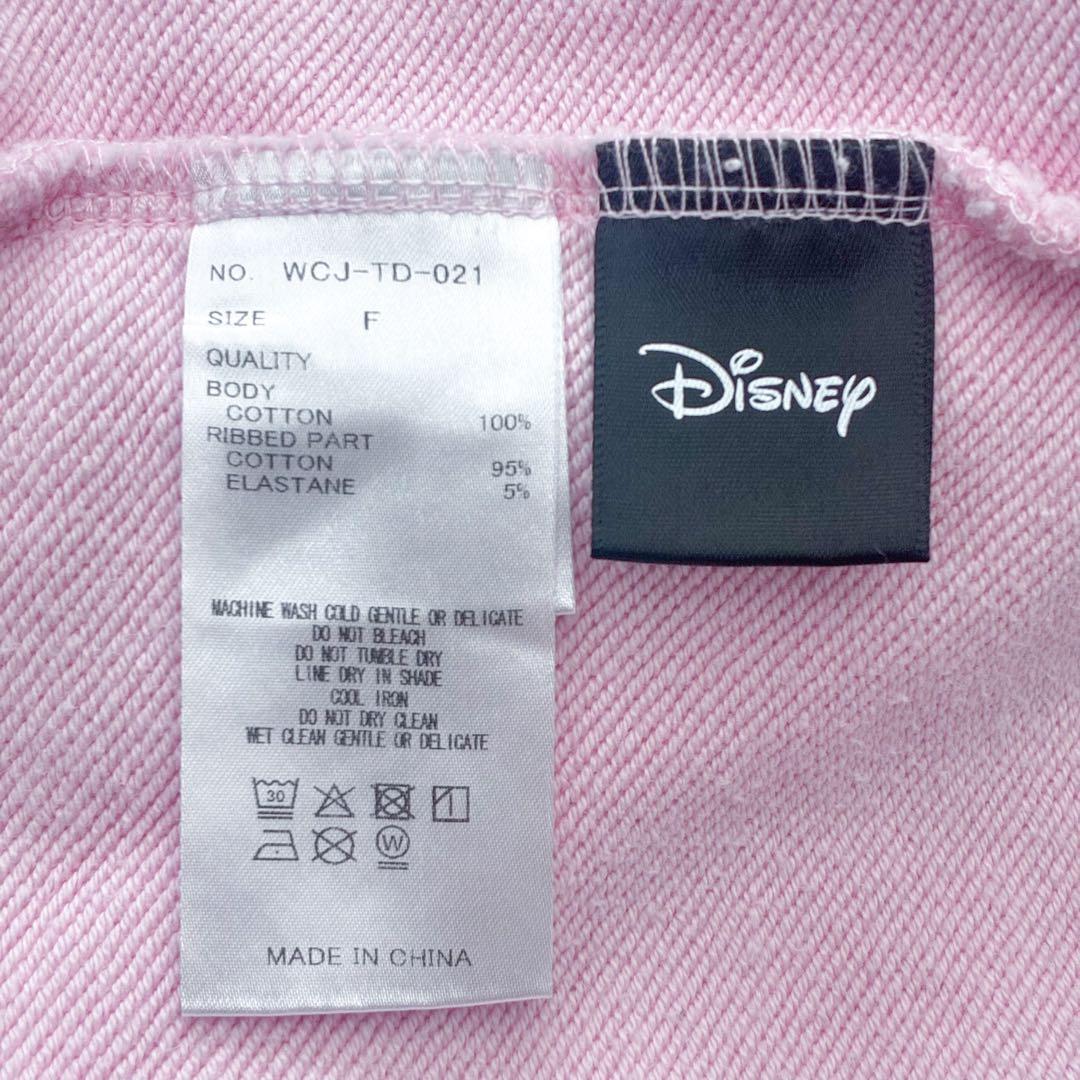 NO. WCJ-TD-021
SIZE F
QUALITY
BODY
COTTON 100%
RIBBED PART
COTTON 95%
ELASTANE 5%
MACHINE WASH COLD GENTLE OR DELICATE
DO NOT BLEACH
DO NOT TUMBLE DRY
LINE DRY IN SHADE
COOL IRON
DO NOT DRY CLEAN
WET CLEAN GENTLE OR DELICATE
30
W
MADE IN CHINA
Disney